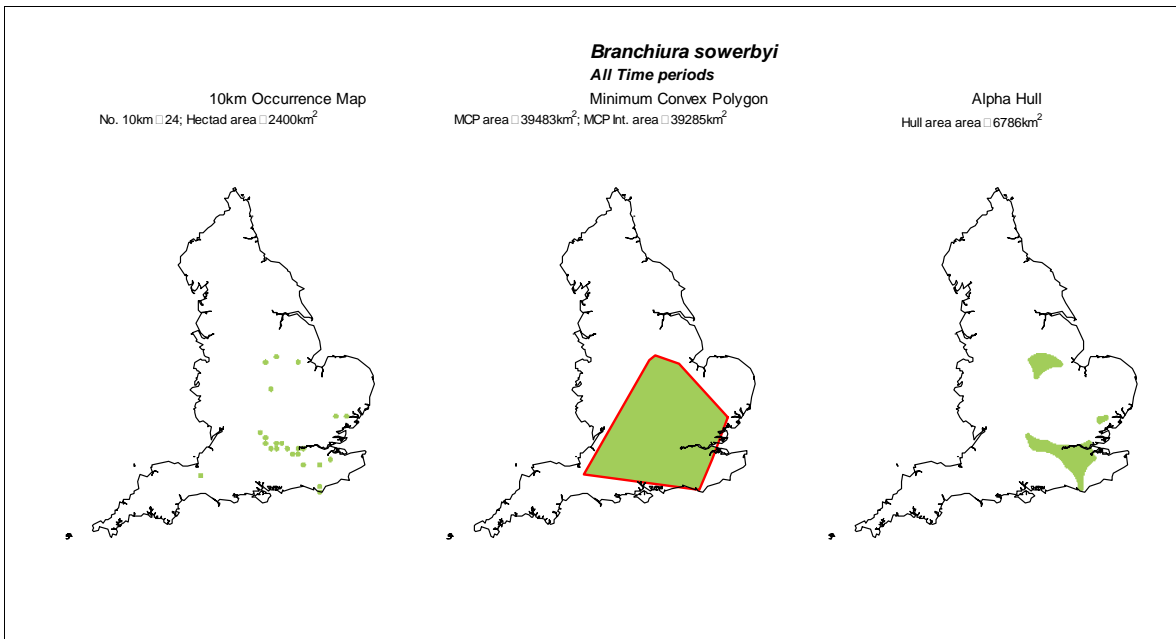 Branchiura sowerbyi
All Time periods
10km Occurrence Map
No. 10km □ 24; Hectad area □ 2400km²
Minimum Convex Polygon
MCP area □ 39483km²; MCP Int. area □ 39285km²
Alpha Hull
Hull area area □ 6786km²